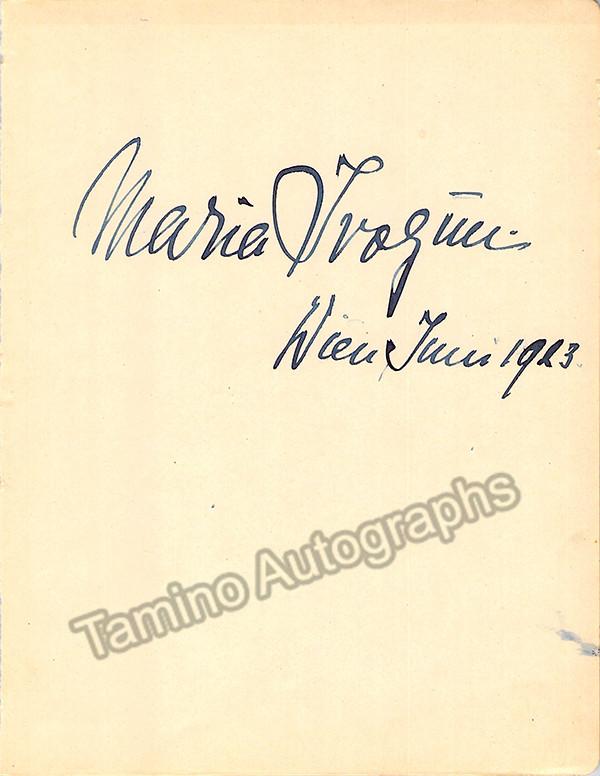 Maria Ivogün.
Wien, Juni 1923.
Tamino Autographs